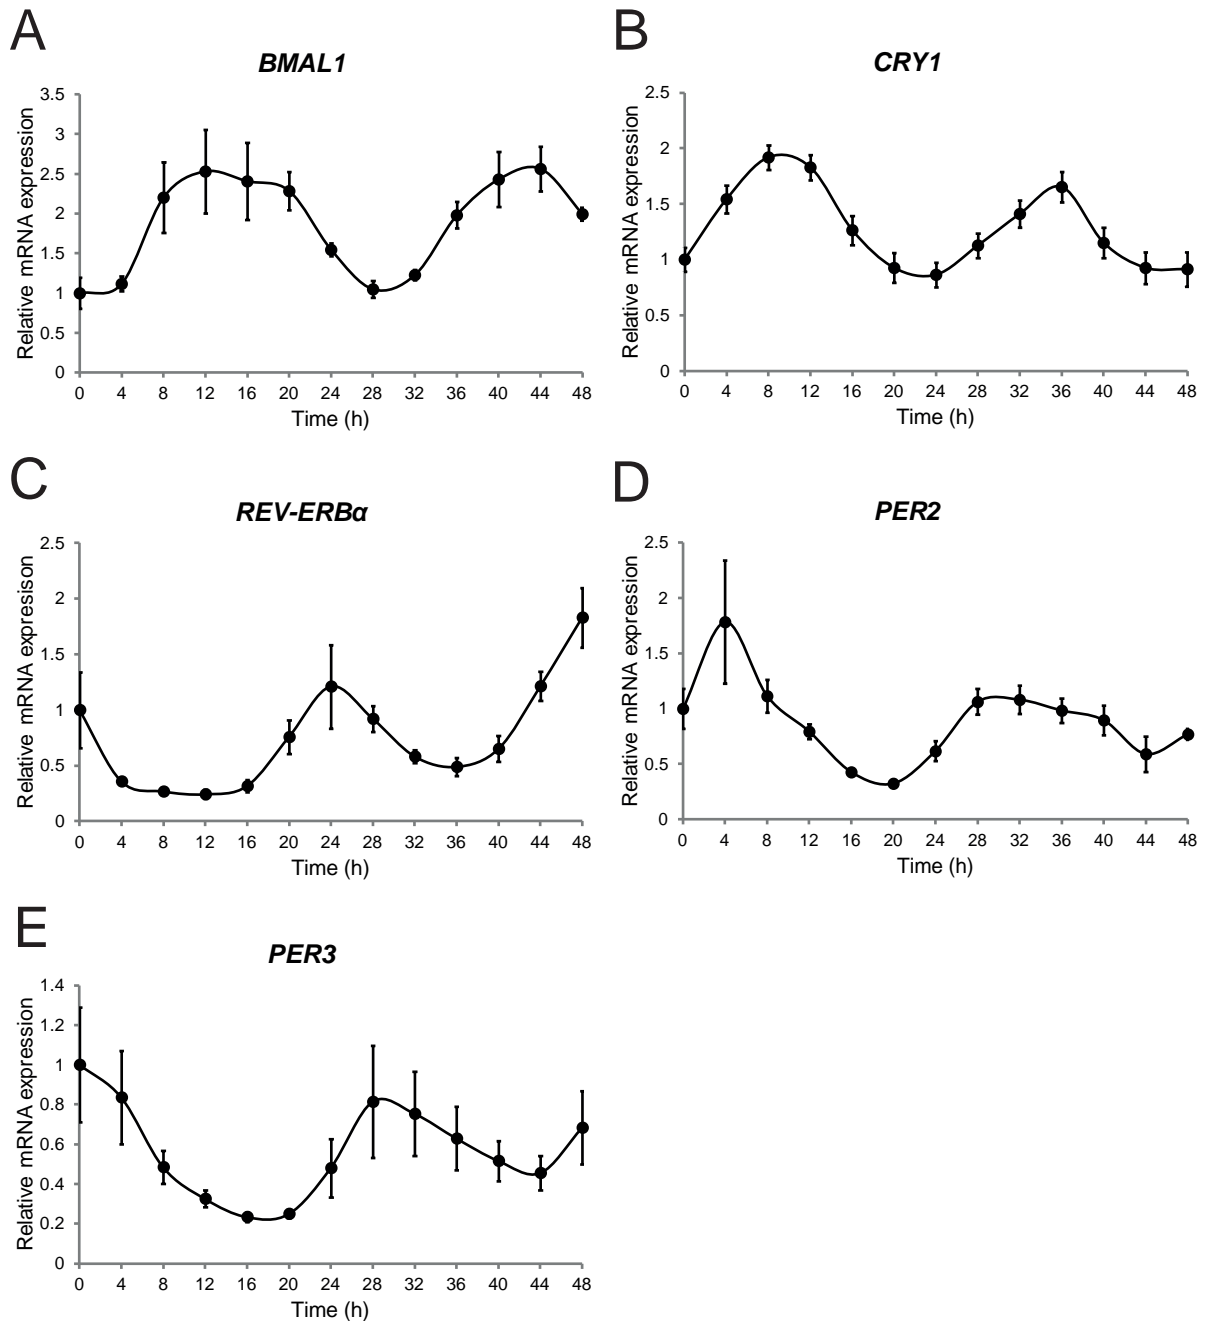 A
BMAL1
Relative mRNA expression
3.5
3
2.5
2
1.5
1
0.5
0
0 4 8 12 16 20 24 28 32 36 40 44 48
Time (h)
B
CRY1
Relative mRNA expression
2.5
2
1.5
1
0.5
0
0 4 8 12 16 20 24 28 32 36 40 44 48
Time (h)
C
REV-ERBα
Relative mRNA expresison
2.5
2
1.5
1
0.5
0
0 4 8 12 16 20 24 28 32 36 40 44 48
Time (h)
D
PER2
Relative mRNA expression
2.5
2
1.5
1
0.5
0
0 4 8 12 16 20 24 28 32 36 40 44 48
Time (h)
E
PER3
Relative mRNA expression
1.4
1.2
1
0.8
0.6
0.4
0.2
0
0 4 8 12 16 20 24 28 32 36 40 44 48
Time (h)